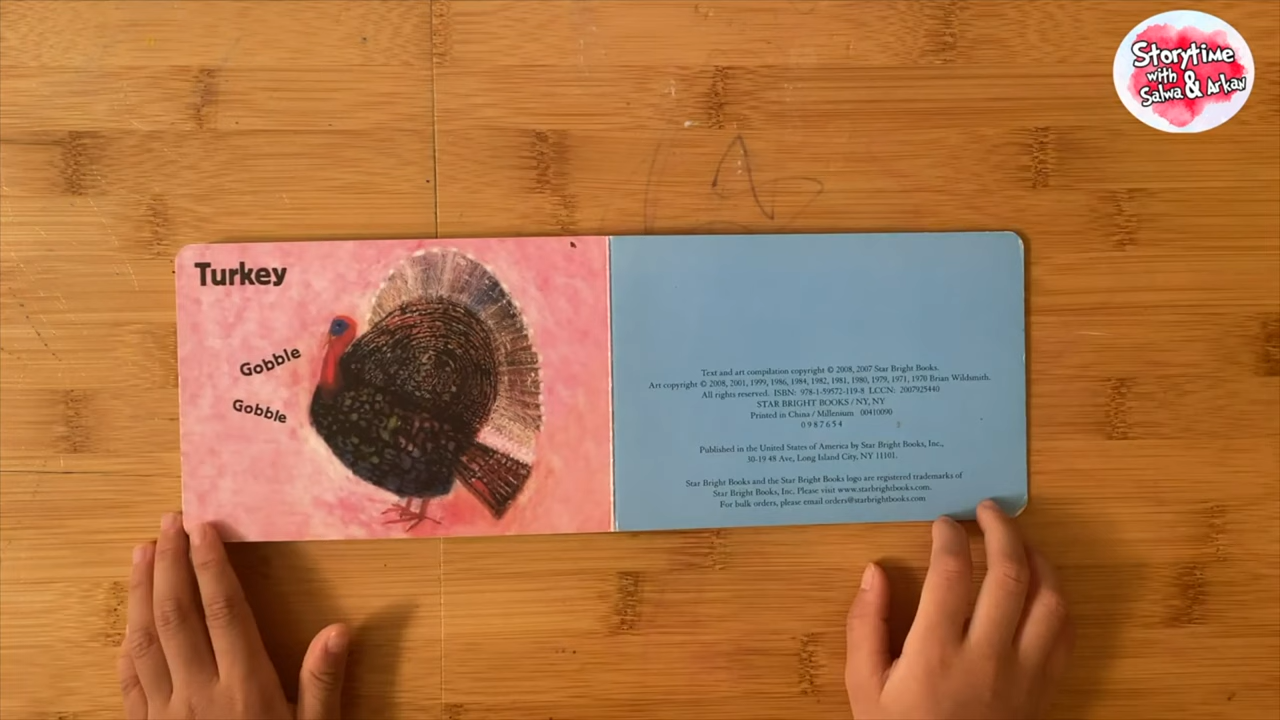 Storytime
with
Salwa & Arkan
Turkey
Gobble
Gobble
Text and art compilation copyright © 2008, 2007 Star Bright Books.
Art copyright © 2008, 2001, 1999, 1986, 1984, 1982, 1981, 1980, 1979, 1971, 1970 Brian Wildsmith.
All rights reserved. ISBN: 978-1-59572-119-8 LCCN: 2007925440
STAR BRIGHT BOOKS / NY, NY
Printed in China / Millenium 00410090
0 9 8 7 6 5 4
Published in the United States of America by Star Bright Books, Inc.,
30-19 48 Ave, Long Island City, NY 11101.
Star Bright Books and the Star Bright Books logo are registered trademarks of
Star Bright Books, Inc. Please visit www.starbrightbooks.com.
For bulk orders, please email orders@starbrightbooks.com